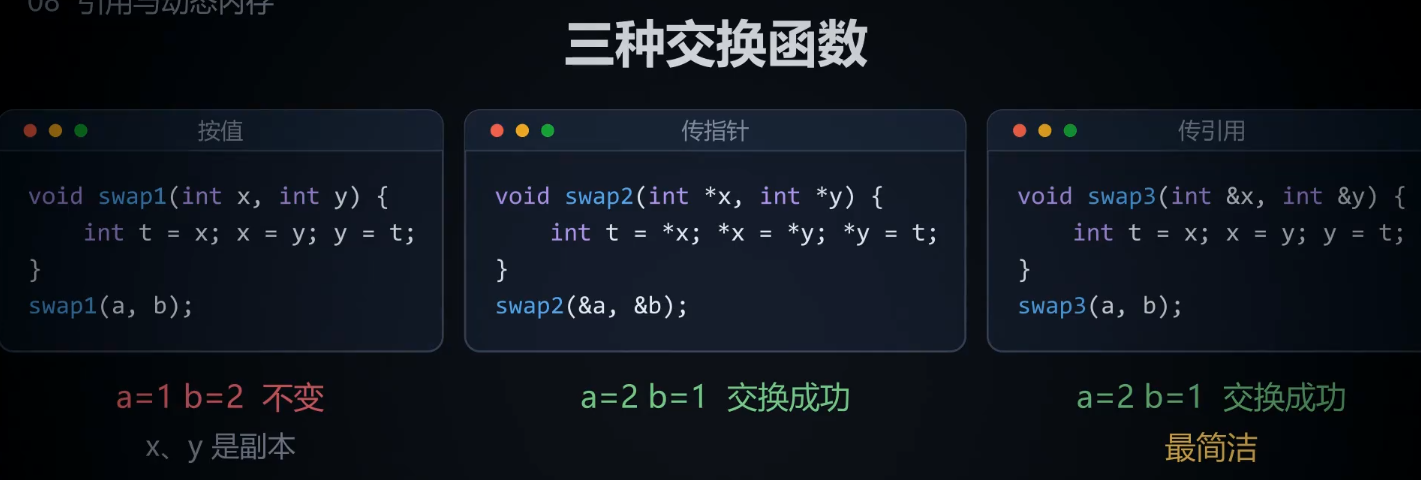 08 引用与动态内存
三种交换函数
按值
void swap1(int x, int y) {
    int t = x; x = y; y = t;
}
swap1(a, b);
a=1 b=2 不变
x、y 是副本
传指针
void swap2(int *x, int *y) {
    int t = *x; *x = *y; *y = t;
}
swap2(&a, &b);
a=2 b=1 交换成功
传引用
void swap3(int &x, int &y) {
    int t = x; x = y; y = t;
}
swap3(a, b);
a=2 b=1 交换成功
最简洁